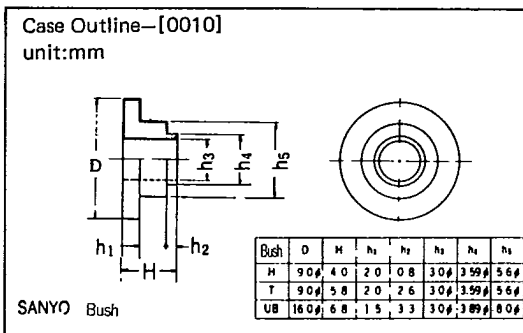 Case Outline—[0010]
unit:mm
D
h3
h4
h5
h1
h2
H
Bush D H h1 h2 h3 h4 h5
H 9.0φ 4.0 2.0 0.8 3.0φ 3.59φ 5.6φ
T 9.0φ 5.8 2.0 2.6 3.0φ 3.59φ 5.6φ
UB 16.0φ 6.8 1.5 3.3 3.0φ 3.89φ 8.0φ
SANYO Bush